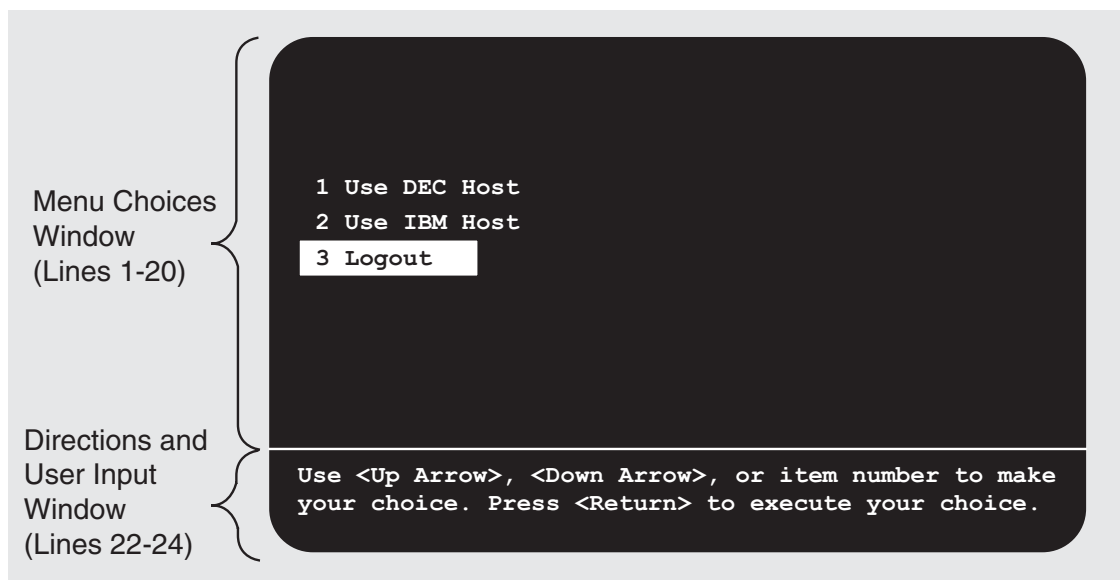 Menu Choices
Window
(Lines 1-20)
1 Use DEC Host
2 Use IBM Host
3 Logout
Directions and
User Input
Window
(Lines 22-24)
Use <Up Arrow>, <Down Arrow>, or item number to make
your choice. Press <Return> to execute your choice.